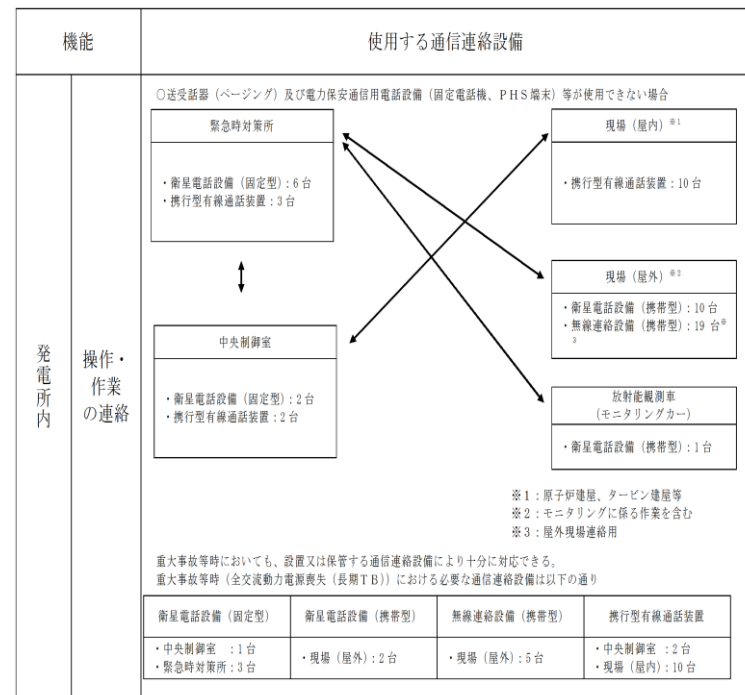 機能
使用する通信連絡設備
発電所内
操作・
作業
の連絡
○送受話器（ページング）及び電力保安通信用電話設備（固定電話機、PHS端末）等が使用できない場合
緊急時対策所
・衛星電話設備（固定型）：6台
・携行型有線通話装置：3台
現場（屋内）※1
・携行型有線通話装置：10台
現場（屋外）※2
・衛星電話設備（携帯型）：10台
・無線連絡設備（携帯型）：19台※
3
中央制御室
・衛星電話設備（固定型）：2台
・携行型有線通話装置：2台
放射能観測車
（モニタリングカー）
・衛星電話設備（携帯型）：1台
※1：原子炉建屋、タービン建屋等
※2：モニタリングに係る作業を含む
※3：屋外現場連絡用
重大事故等時においても、設置又は保管する通信連絡設備により十分に対応できる。
重大事故等時（全交流動力電源喪失（長期TB））における必要な通信連絡設備は以下の通り
衛星電話設備（固定型）
衛星電話設備（携帯型）
無線連絡設備（携帯型）
携行型有線通話装置
・中央制御室　：1台
・緊急時対策所：3台
・現場（屋外）：2台
・現場（屋外）：5台
・中央制御室　：2台
・現場（屋内）：10台